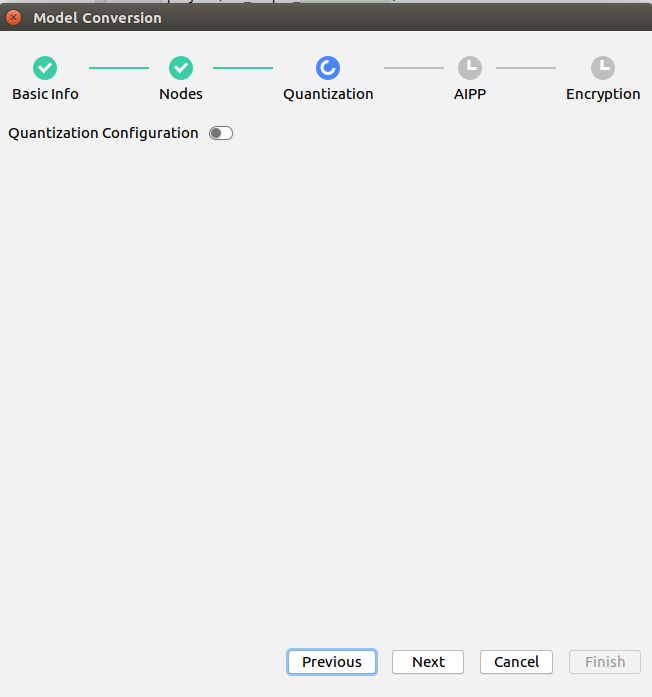 Model Conversion
Basic Info Nodes Quantization AIPP Encryption
Quantization Configuration
Previous Next Cancel Finish